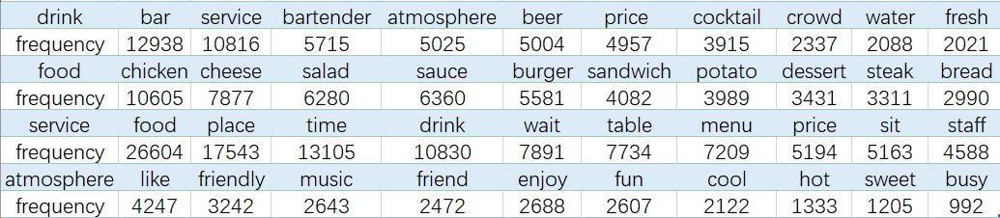 drink bar service bartender atmosphere beer price cocktail crowd water fresh
frequency 12938 10816 5715 5025 5004 4957 3915 2337 2088 2021
food chicken cheese salad sauce burger sandwich potato dessert steak bread
frequency 10605 7877 6280 6360 5581 4082 3989 3431 3311 2990
service food place time drink wait table menu price sit staff
frequency 26604 17543 13105 10830 7891 7734 7209 5194 5163 4588
atmosphere like friendly music friend enjoy fun cool hot sweet busy
frequency 4247 3242 2643 2472 2688 2607 2122 1333 1205 992